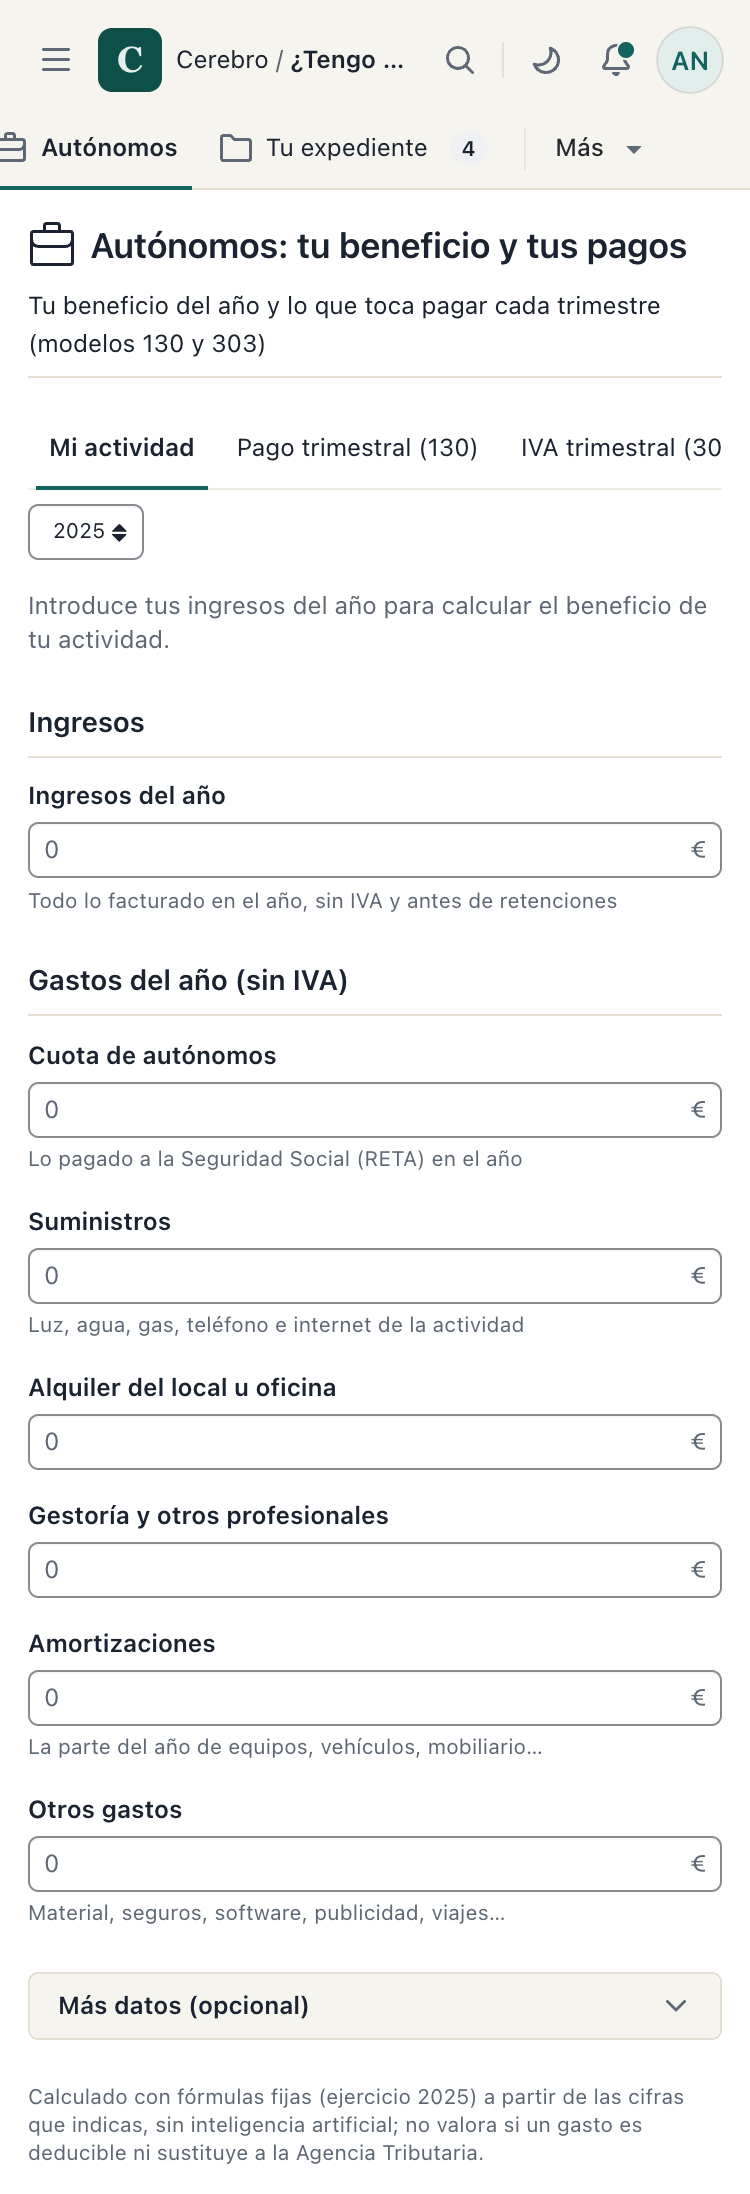 C Cerebro / ¿Tengo ... AN
Autónomos Tu expediente 4 Más
Autónomos: tu beneficio y tus pagos
Tu beneficio del año y lo que toca pagar cada trimestre
(modelos 130 y 303)
Mi actividad Pago trimestral (130) IVA trimestral (30
2025
Introduce tus ingresos del año para calcular el beneficio de
tu actividad.
Ingresos
Ingresos del año
0 €
Todo lo facturado en el año, sin IVA y antes de retenciones
Gastos del año (sin IVA)
Cuota de autónomos
0 €
Lo pagado a la Seguridad Social (RETA) en el año
Suministros
0 €
Luz, agua, gas, teléfono e internet de la actividad
Alquiler del local u oficina
0 €
Gestoría y otros profesionales
0 €
Amortizaciones
0 €
La parte del año de equipos, vehículos, mobiliario...
Otros gastos
0 €
Material, seguros, software, publicidad, viajes...
Más datos (opcional)
Calculado con fórmulas fijas (ejercicio 2025) a partir de las cifras
que indicas, sin inteligencia artificial; no valora si un gasto es
deducible ni sustituye a la Agencia Tributaria.